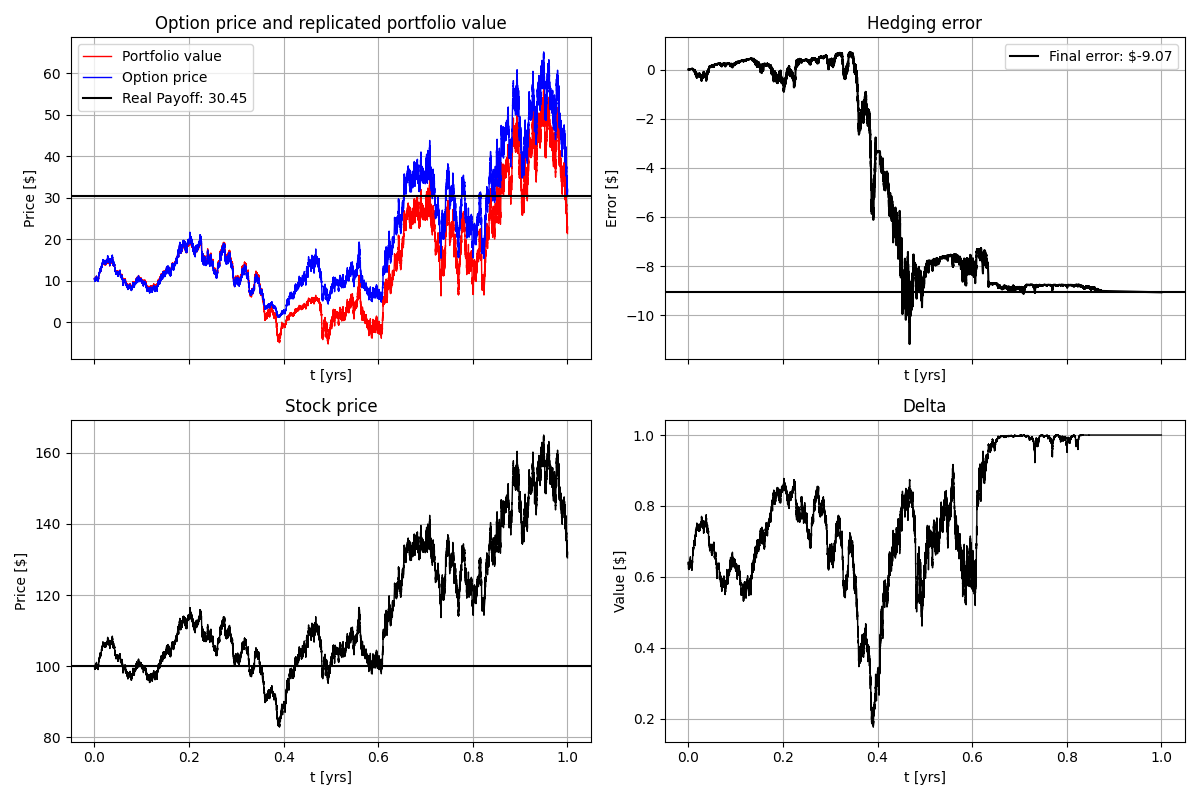 Option price and replicated portfolio value
Portfolio value
Option price
Real Payoff: 30.45
60
50
40
30
20
10
0
Price [$]
t [yrs]
Hedging error
Final error: $-9.07
0
−2
−4
−6
−8
−10
Error [$]
t [yrs]
Stock price
160
140
120
100
80
Price [$]
0.0 0.2 0.4 0.6 0.8 1.0
t [yrs]
Delta
1.0
0.8
0.6
0.4
0.2
Value [$]
0.0 0.2 0.4 0.6 0.8 1.0
t [yrs]